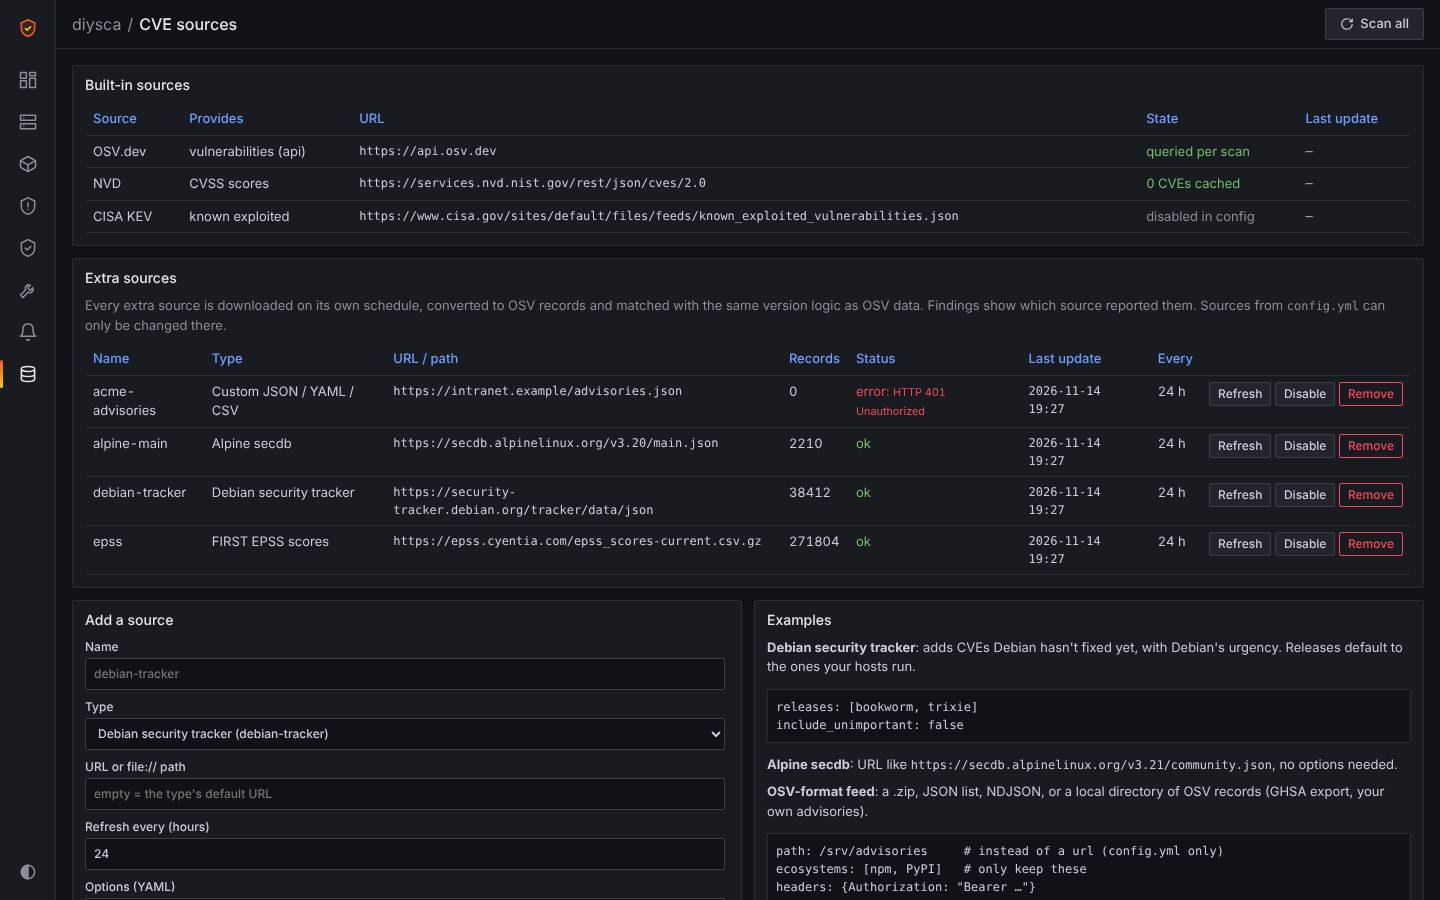 diysca / CVE sources
Scan all
Built-in sources
Source Provides URL State Last update
OSV.dev vulnerabilities (api) https://api.osv.dev queried per scan –
NVD CVSS scores https://services.nvd.nist.gov/rest/json/cves/2.0 0 CVEs cached –
CISA KEV known exploited https://www.cisa.gov/sites/default/files/feeds/known_exploited_vulnerabilities.json disabled in config –
Extra sources
Every extra source is downloaded on its own schedule, converted to OSV records and matched with the same version logic as OSV data. Findings show which source reported them. Sources from config.yml can
only be changed there.
Name Type URL / path Records Status Last update Every
acme- Custom JSON / YAML / https://intranet.example/advisories.json 0 error: HTTP 401 2026-11-14 24 h Refresh Disable Remove
advisories CSV Unauthorized 19:27
alpine-main Alpine secdb https://secdb.alpinelinux.org/v3.20/main.json 2210 ok 2026-11-14 24 h Refresh Disable Remove
19:27
debian-tracker Debian security tracker https://security- 38412 ok 2026-11-14 24 h Refresh Disable Remove
tracker.debian.org/tracker/data/json 19:27
epss FIRST EPSS scores https://epss.cyentia.com/epss_scores-current.csv.gz 271804 ok 2026-11-14 24 h Refresh Disable Remove
19:27
Add a source
Name
debian-tracker
Type
Debian security tracker (debian-tracker)
URL or file:// path
empty = the type's default URL
Refresh every (hours)
24
Options (YAML)
Examples
Debian security tracker: adds CVEs Debian hasn't fixed yet, with Debian's urgency. Releases default to
the ones your hosts run.
releases: [bookworm, trixie]
include_unimportant: false
Alpine secdb: URL like https://secdb.alpinelinux.org/v3.21/community.json, no options needed.
OSV-format feed: a .zip, JSON list, NDJSON, or a local directory of OSV records (GHSA export, your
own advisories).
path: /srv/advisories # instead of a url (config.yml only)
ecosystems: [npm, PyPI] # only keep these
headers: {Authorization: "Bearer …"}